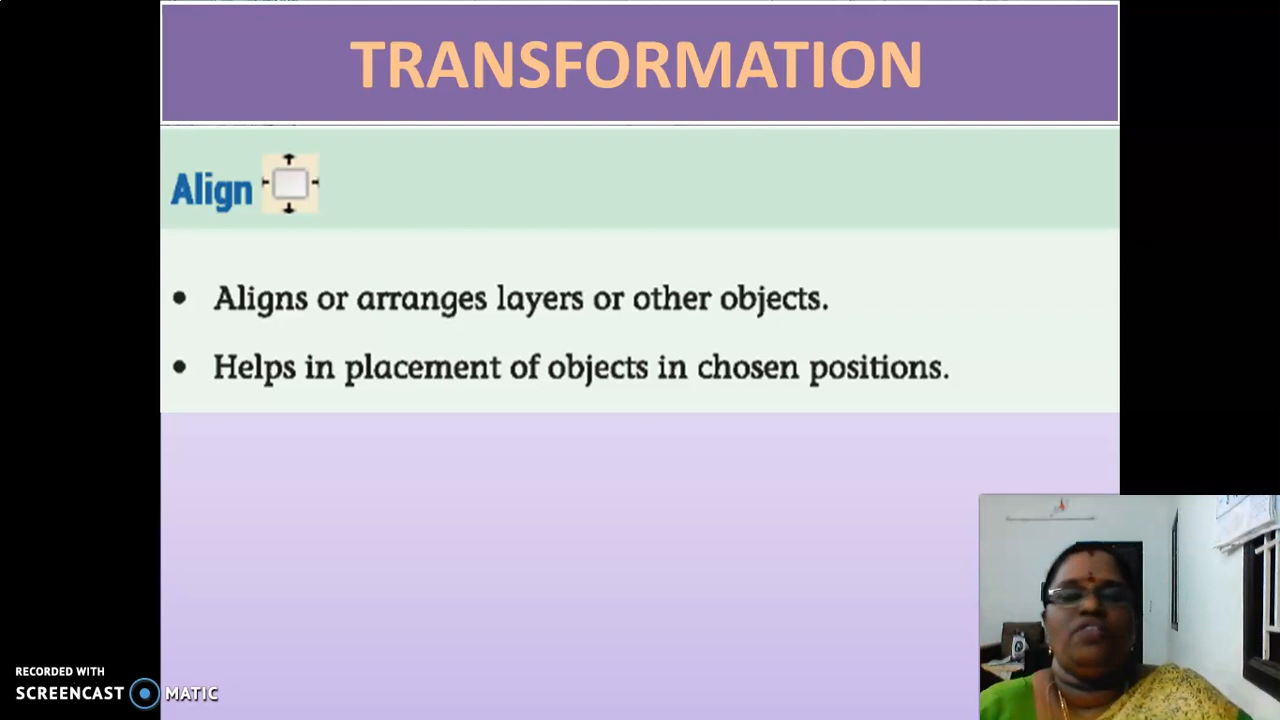 TRANSFORMATION
Align
• Aligns or arranges layers or other objects.
• Helps in placement of objects in chosen positions.
RECORDED WITH
SCREENCAST MATIC